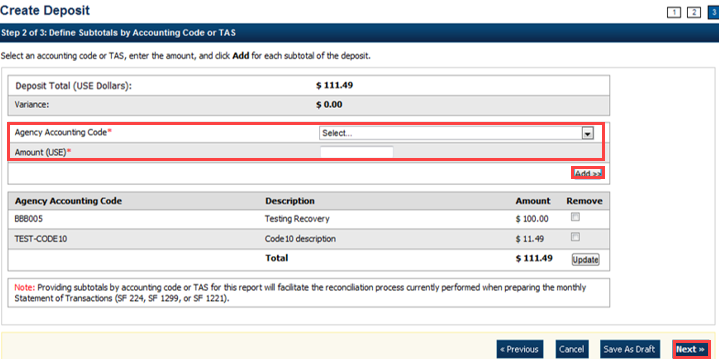 Create Deposit
1 2 3
Step 2 of 3: Define Subtotals by Accounting Code or TAS
Select an accounting code or TAS, enter the amount, and click Add for each subtotal of the deposit.
Deposit Total (USE Dollars): $ 111.49
Variance: $ 0.00
Agency Accounting Code* Select...
Amount (USE)*
Add >>
Agency Accounting Code Description Amount Remove
BBB005 Testing Recovery $ 100.00
TEST-CODE10 Code10 description $ 11.49
Total $ 111.49 Update
Note: Providing subtotals by accounting code or TAS for this report will facilitate the reconciliation process currently performed when preparing the monthly
Statement of Transactions (SF 224, SF 1299, or SF 1221).
« Previous Cancel Save As Draft Next »